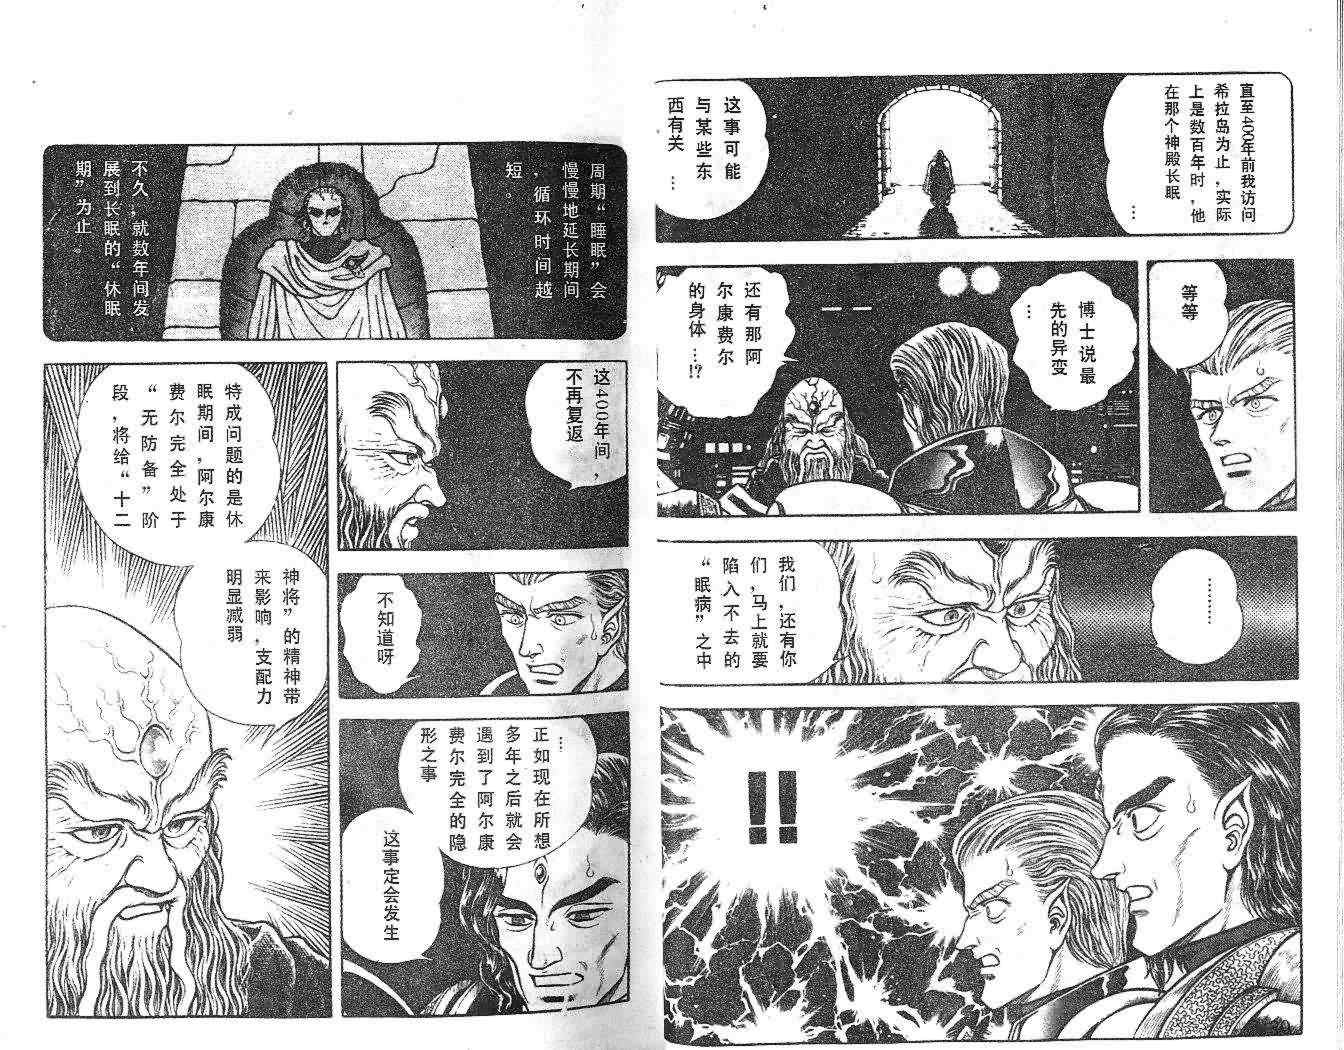 直至400年前我访问
希拉岛为止，实际
上是数百年时，他
在那个神殿长眠
…
这事可能
与某些东
西有关
…
等等
博士说最
先的异变
…
还有那阿
尔康费尔
的身体…!?
………
我们，还有你
们，马上就要
陷入不去的
“眠病”之中
!!
周期“睡眠”会
慢慢地延长期间
，循环时间越
短。
不久，就数年间发
展到长眠的“休眠
期”为止。
这400年间，
不再复返
特成问题的是休
眠期间，阿尔康
费尔完全处于
“无防备”阶
段，将给“十二
神将”的精神带
来影响，支配力
明显减弱
不知道呀
…
正如现在所想
多年之后就会
遇到了阿尔康
费尔完全的隐
形之事
这事定会发生